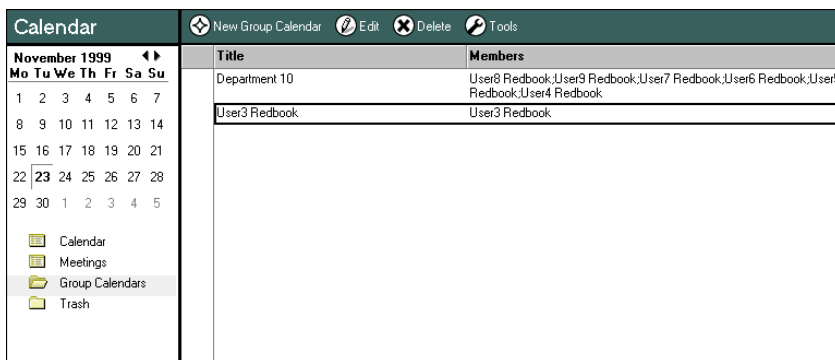 Calendar
New Group Calendar Edit Delete Tools
November 1999
Mo Tu We Th Fr Sa Su
1 2 3 4 5 6 7
8 9 10 11 12 13 14
15 16 17 18 19 20 21
22 23 24 25 26 27 28
29 30 1 2 3 4 5
Calendar
Meetings
Group Calendars
Trash
Title Members
Department 10 User8 Redbook;User9 Redbook;User7 Redbook;User6 Redbook;User
Redbook;User4 Redbook
User3 Redbook User3 Redbook